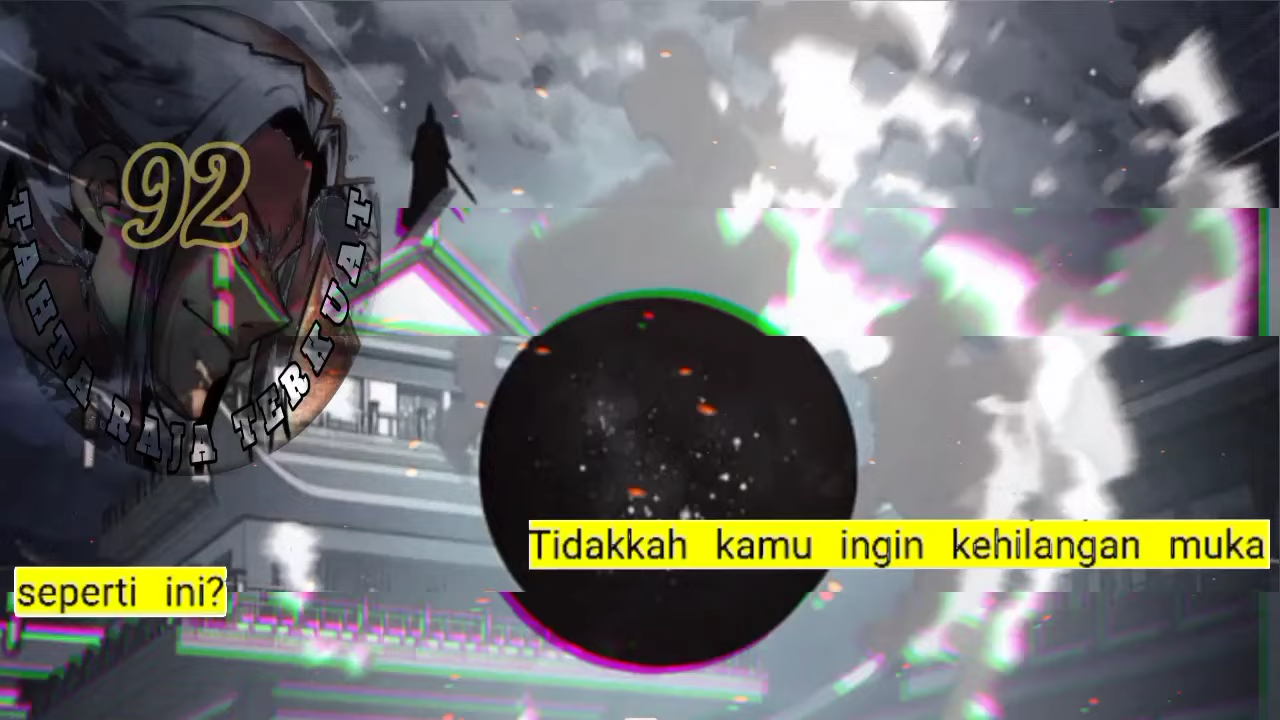 92
TAHTA RAJA TERKUAT
Tidakkah kamu ingin kehilangan muka
seperti ini?